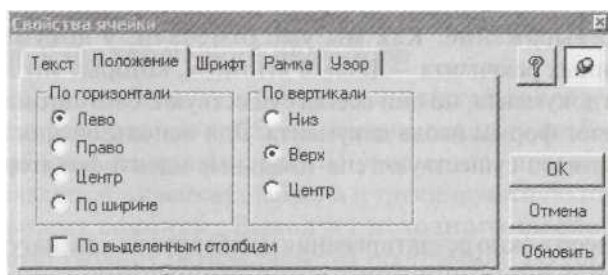 Свойства ячейки
Текст Положение Шрифт Рамка Узор
По горизонтали
Лево
Право
Центр
По ширине
По вертикали
Низ
Верх
Центр
По выделенным столбцам
?
ОК
Отмена
Обновить